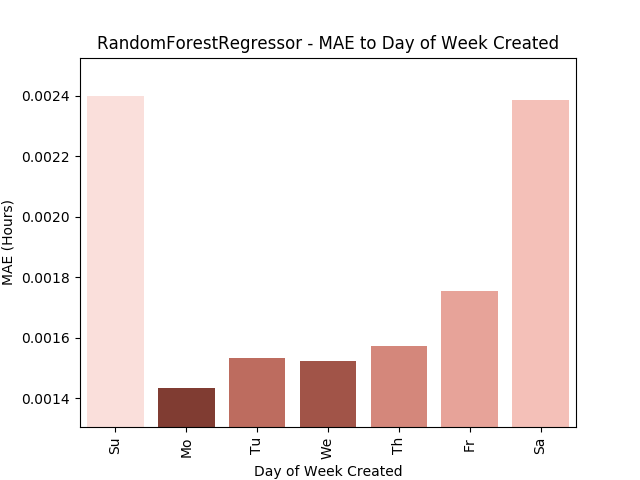 RandomForestRegressor - MAE to Day of Week Created
MAE (Hours)
0.0024
0.0022
0.0020
0.0018
0.0016
0.0014
Su
Mo
Tu
We
Th
Fr
Sa
Day of Week Created